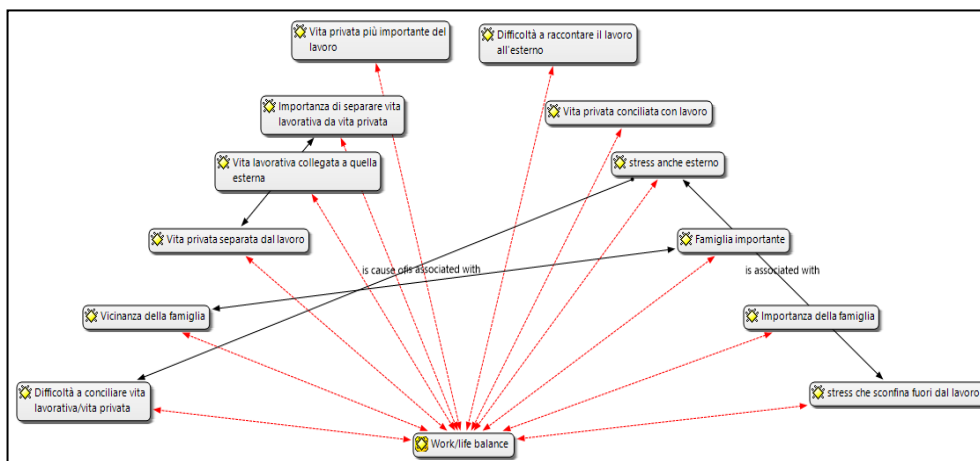 Vita privata più importante del
lavoro
Difficoltà a raccontare il lavoro
all'esterno
Importanza di separare vita
lavorativa da vita privata
Vita privata conciliata con lavoro
Vita lavorativa collegata a quella
esterna
stress anche esterno
Vita privata separata dal lavoro
Famiglia importante
is cause of
is associated with
is associated with
Vicinanza della famiglia
Importanza della famiglia
Difficoltà a conciliare vita
lavorativa/vita privata
stress che sconfina fuori dal lavoro
Work/life balance